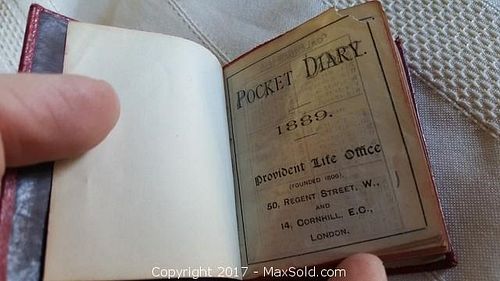 POCKET DIARY.
1889.
Provident Life Office
(FOUNDED 1806),
50, REGENT STREET, W.,
AND
14, CORNHILL, E.C.,
LONDON.
Copyright 2017 - MaxSold.com